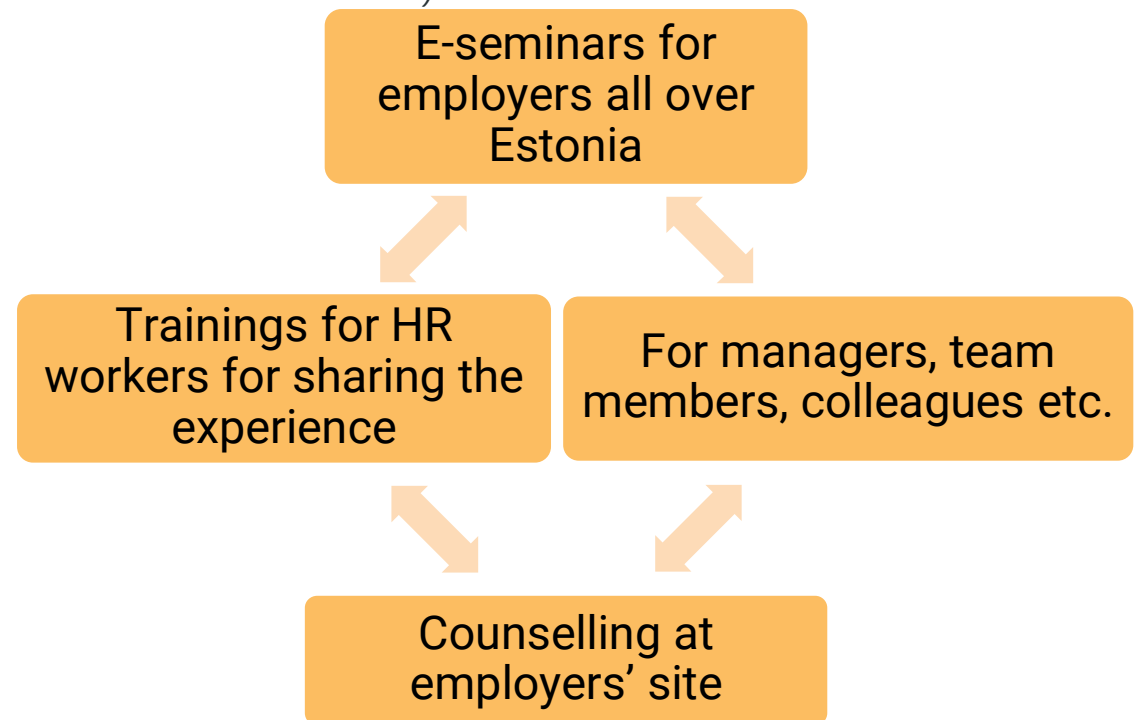 E-seminars for
employers all over
Estonia
Trainings for HR
workers for sharing the
experience
For managers, team
members, colleagues etc.
Counselling at
employers’ site